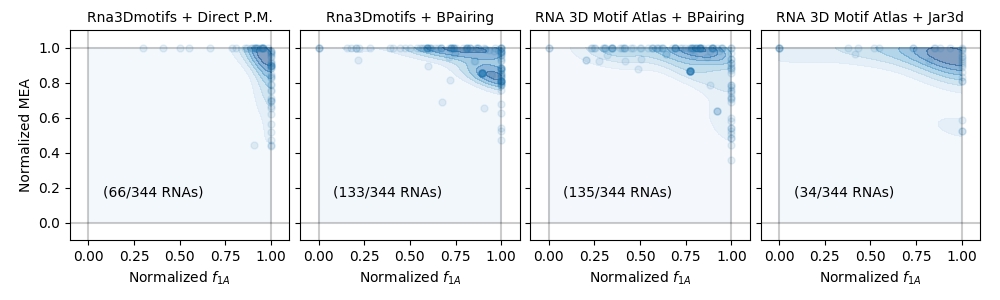 Rna3Dmotifs + Direct P.M.
Rna3Dmotifs + BPairing
RNA 3D Motif Atlas + BPairing
RNA 3D Motif Atlas + Jar3d
Normalized MEA
1.0
0.8
0.6
0.4
0.2
0.0
(66/344 RNAs)
(133/344 RNAs)
(135/344 RNAs)
(34/344 RNAs)
0.00 0.25 0.50 0.75 1.00
0.00 0.25 0.50 0.75 1.00
0.00 0.25 0.50 0.75 1.00
0.00 0.25 0.50 0.75 1.00
Normalized f1A
Normalized f1A
Normalized f1A
Normalized f1A